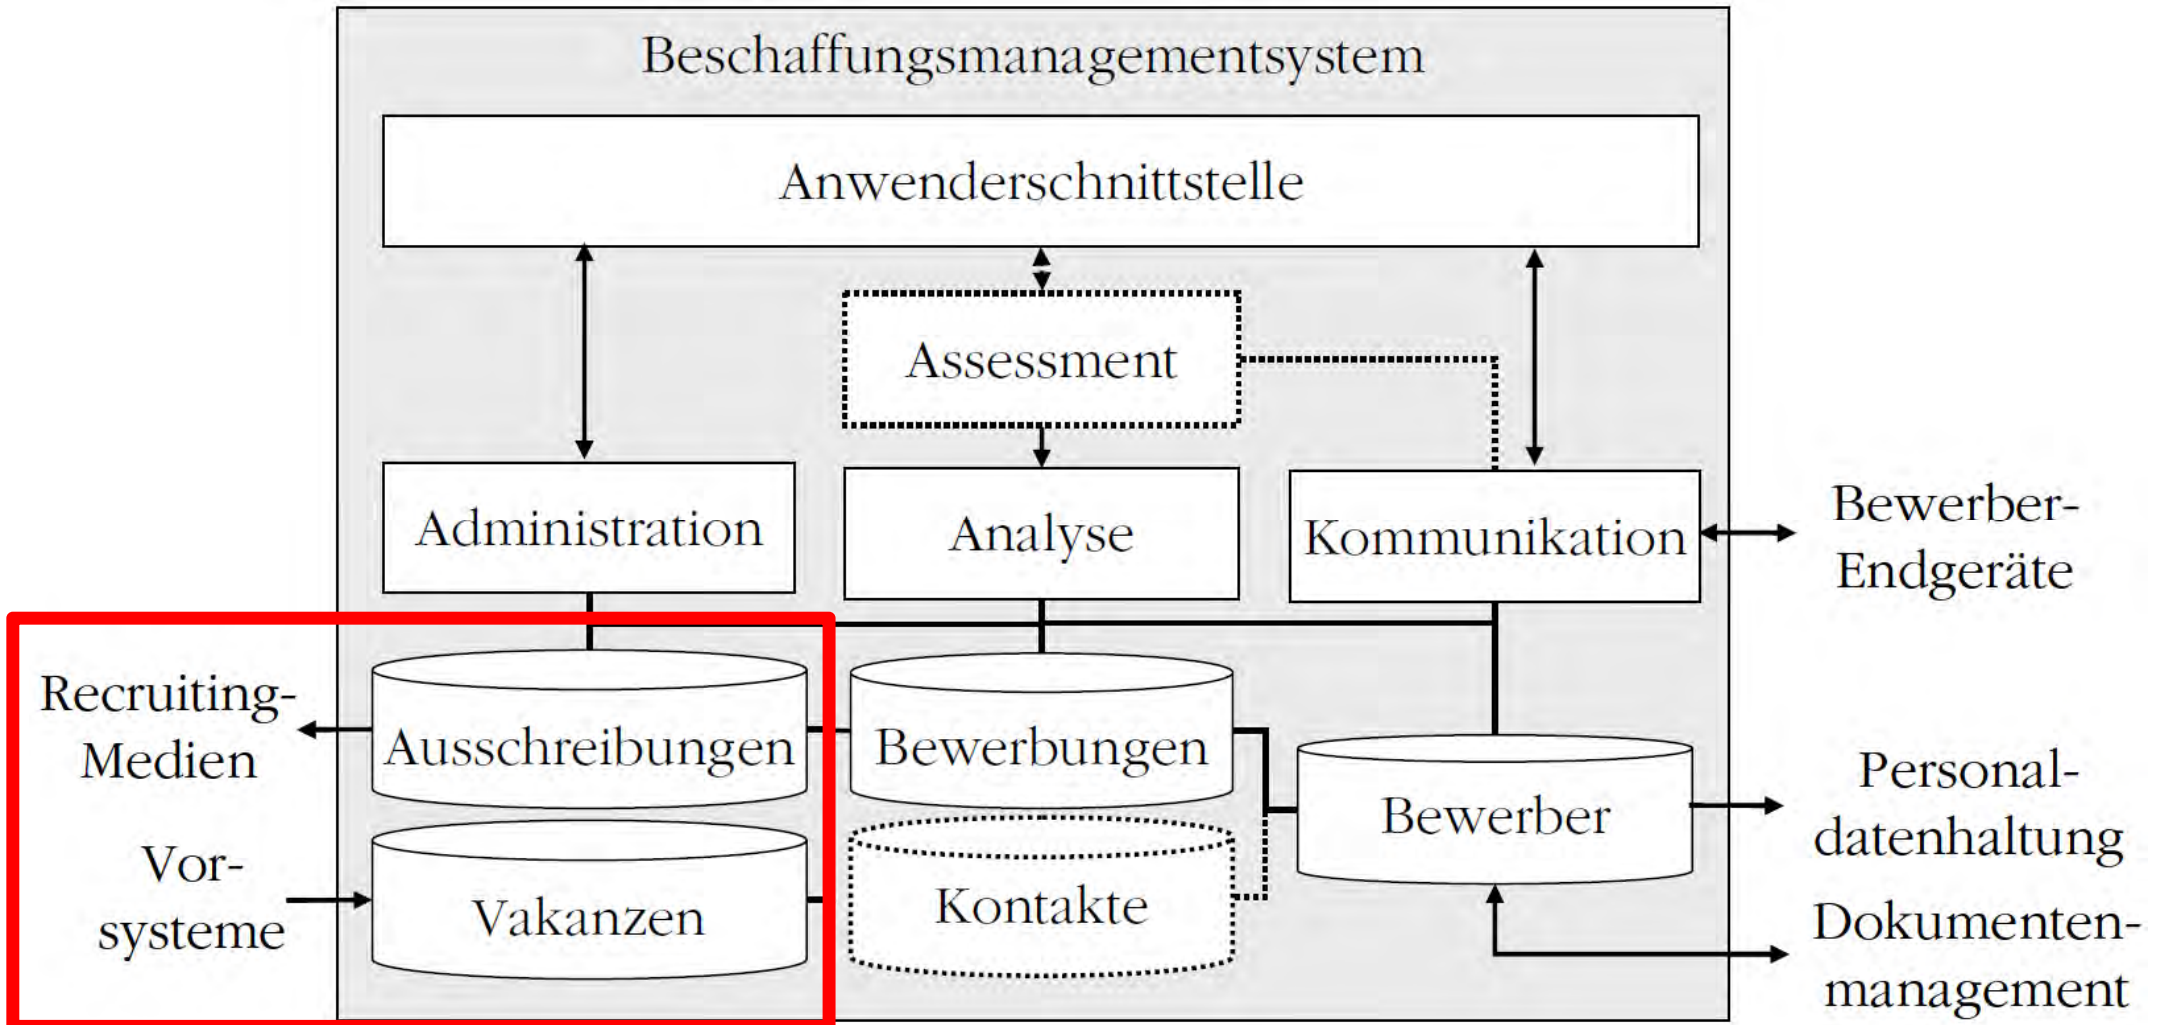 Beschaffungsmanagementsystem
Anwenderschnittstelle
Assessment
Administration
Analyse
Kommunikation
Bewerber-
Endgeräte
Recruiting-
Medien
Ausschreibungen
Bewerbungen
Bewerber
Personal-
datenhaltung
Vor-
systeme
Vakanzen
Kontakte
Dokumenten-
management